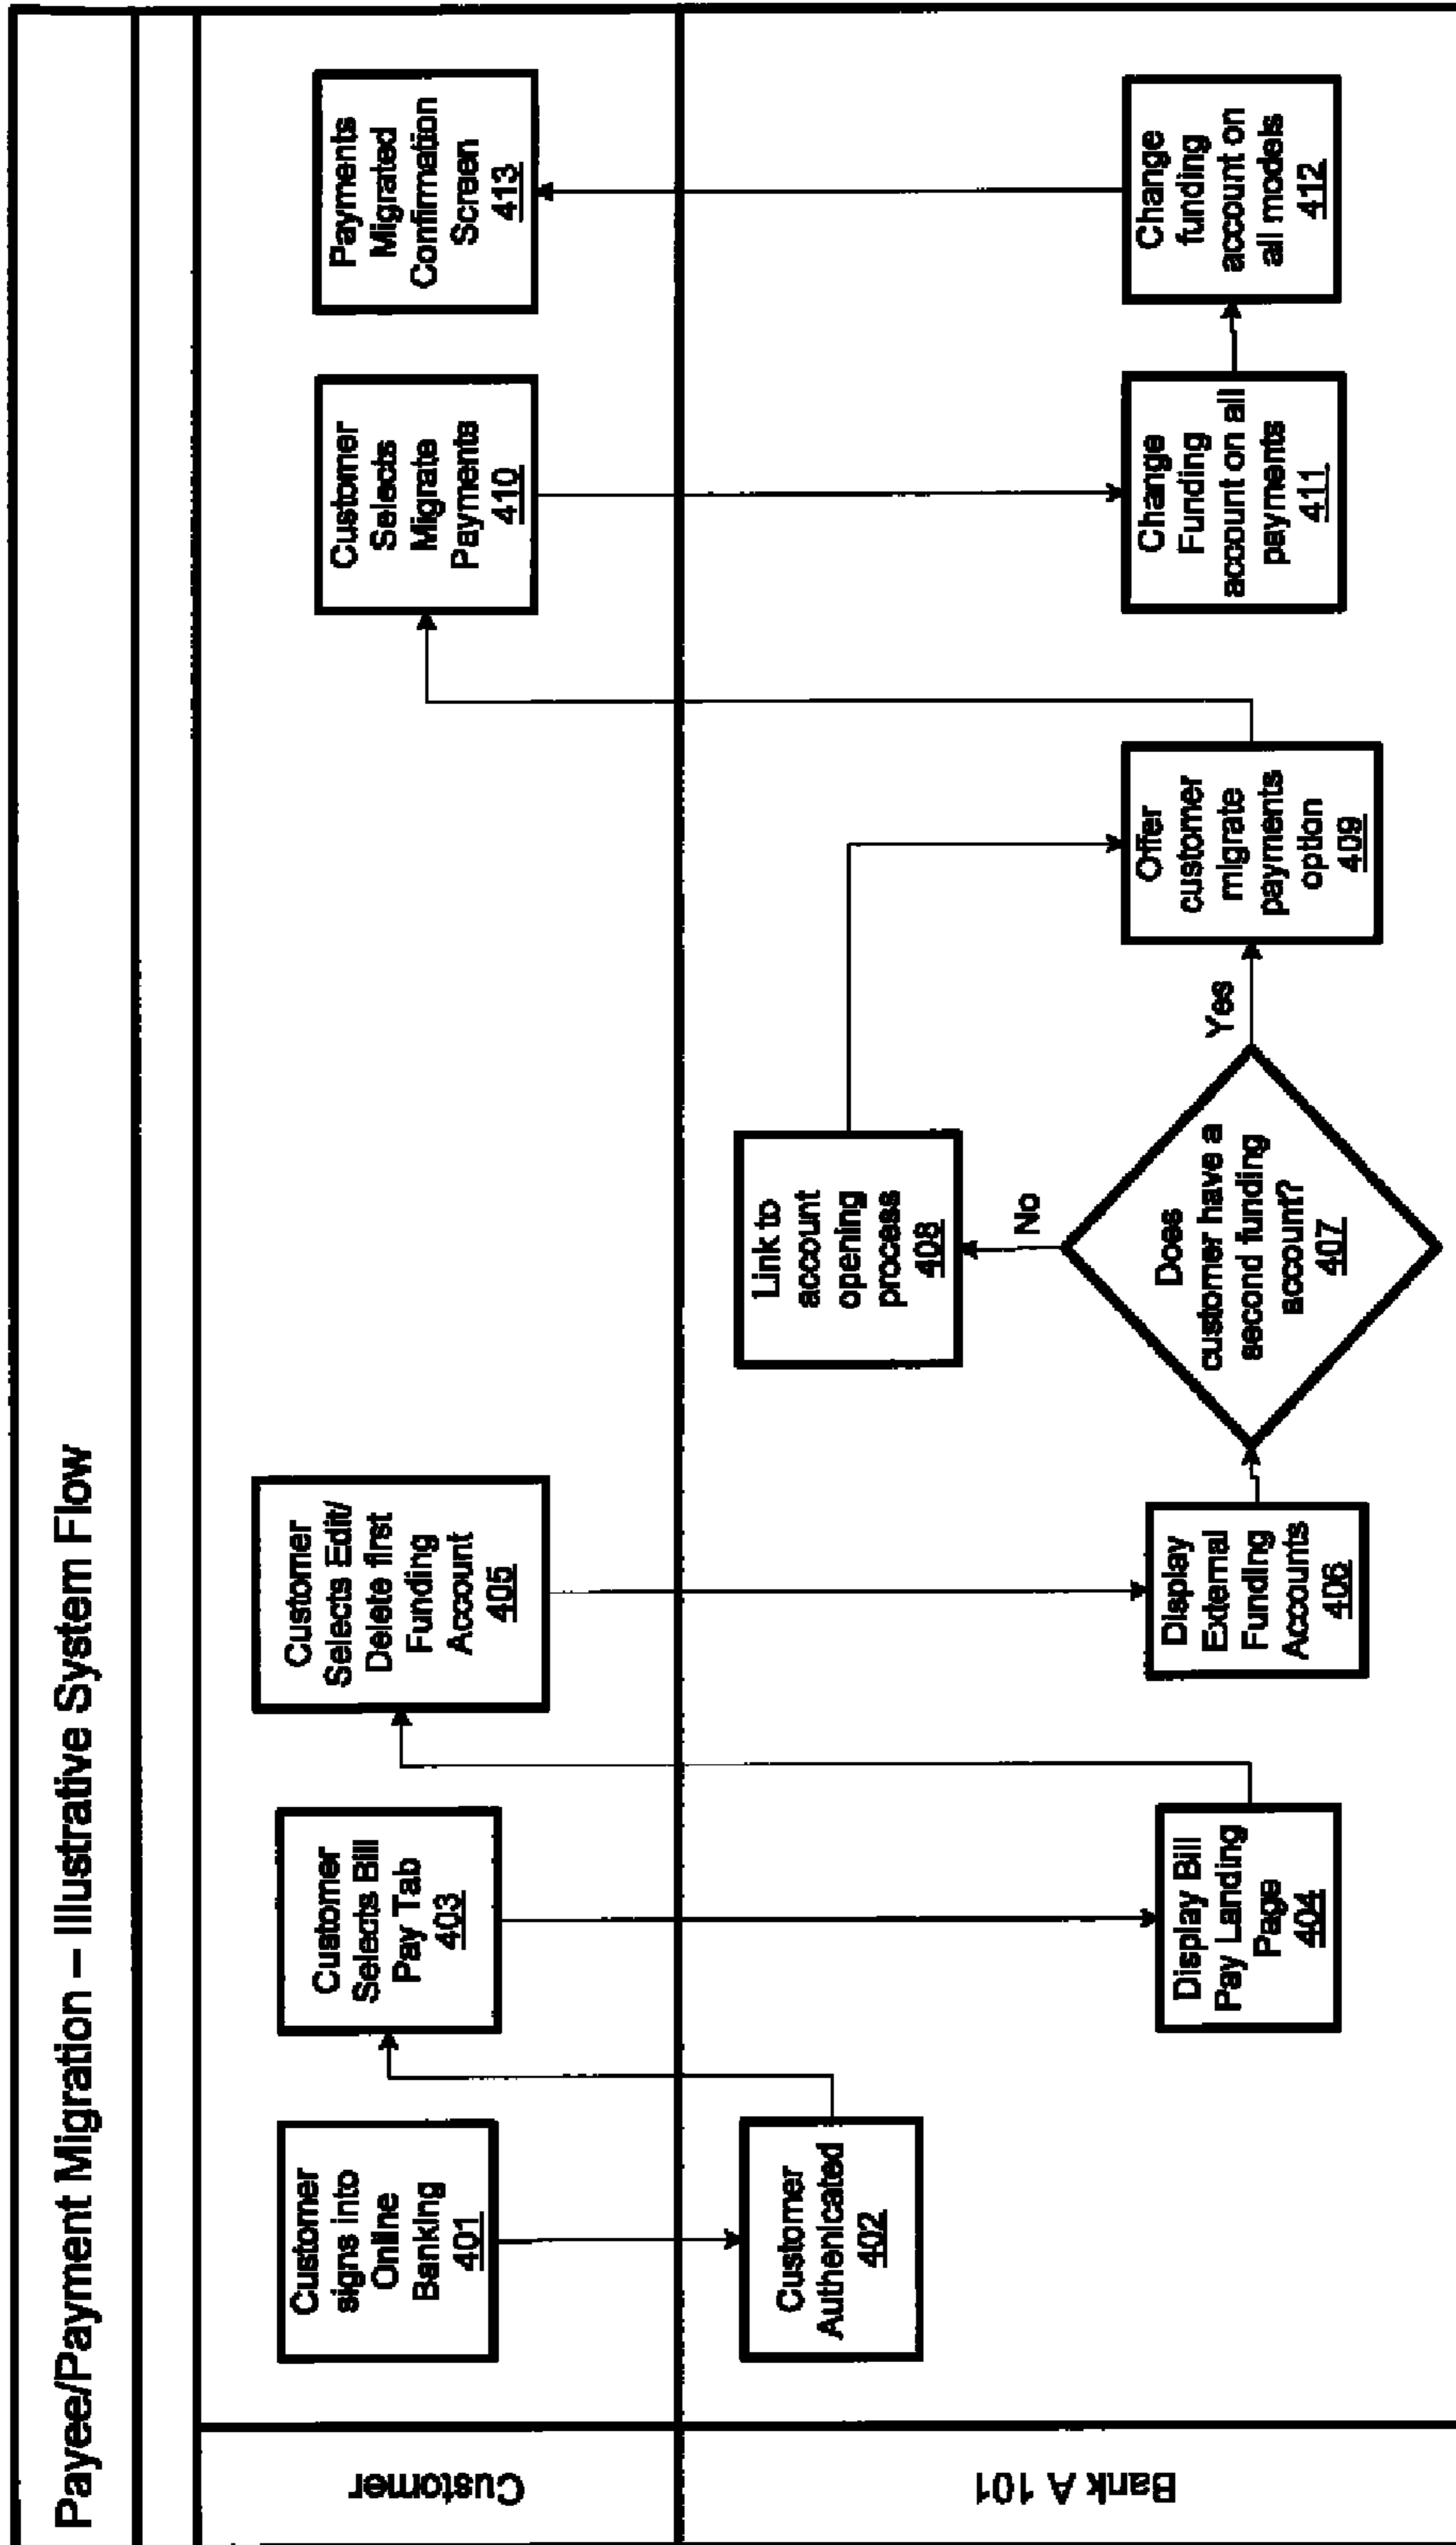 Payee/Payment Migration – Illustrative System Flow
Customer
Customer
signs into
Online
Banking
401
Customer
Selects Bill
Pay Tab
403
Customer
Selects Edit/
Delete first
Funding
Account
405
Customer
Selects
Migrate
Payments
410
Payments
Migrated
Confirmation
Screen
413
Bank A 101
Customer
Authenicated
402
Display Bill
Pay Landing
Page
404
Display
External
Funding
Accounts
406
Does
customer have a
second funding
account?
407
No
Link to
account
opening
process
408
Yes
Offer
customer
migrate
payments
option
409
Change
Funding
account on all
payments
411
Change
funding
account on
all models
412